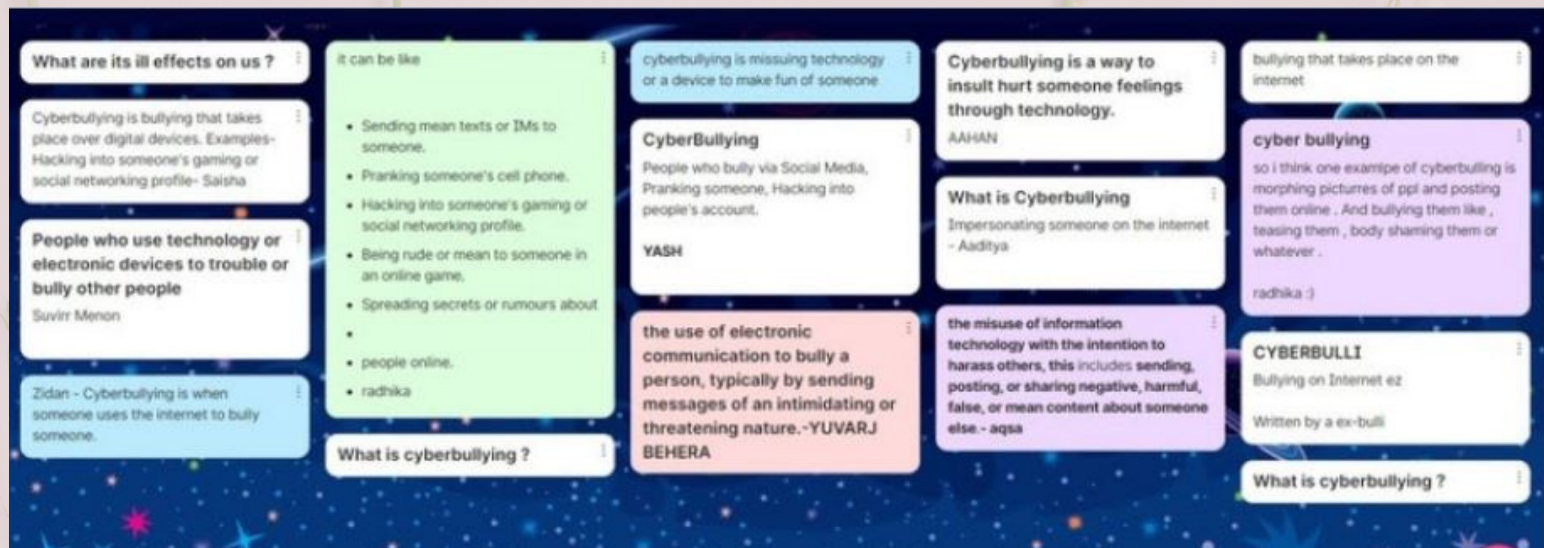 What are its ill effects on us ?
Cyberbullying is bullying that takes
place over digital devices. Examples-
Hacking into someone's gaming or
social networking profile- Saisha
People who use technology or
electronic devices to trouble or
bully other people
Suvirr Menon
Zidan - Cyberbullying is when
someone uses the internet to bully
someone.
it can be like
• Sending mean texts or IMs to
someone.
• Pranking someone's cell phone.
• Hacking into someone's gaming or
social networking profile.
• Being rude or mean to someone in
an online game.
• Spreading secrets or rumours about
•
• people online.
• radhika
What is cyberbullying ?
cyberbullying is missuing technology
or a device to make fun of someone
CyberBullying
People who bully via Social Media,
Pranking someone, Hacking into
people's account.
YASH
the use of electronic
communication to bully a
person, typically by sending
messages of an intimidating or
threatening nature.-YUVARJ
BEHERA
Cyberbullying is a way to
insult hurt someone feelings
through technology.
AAHAN
What is Cyberbullying
Impersonating someone on the internet
- Aaditya
the misuse of information
technology with the intention to
harass others, this includes sending,
posting, or sharing negative, harmful,
false, or mean content about someone
else.- aqsa
bullying that takes place on the
internet
cyber bullying
so i think one examlpe of cyberbulling is
morphing picturres of ppl and posting
them online . And bullying them like ,
teasing them , body shaming them or
whatever .
radhika :)
CYBERBULLI
Bullying on Internet ez
Written by a ex-bulli
What is cyberbullying ?